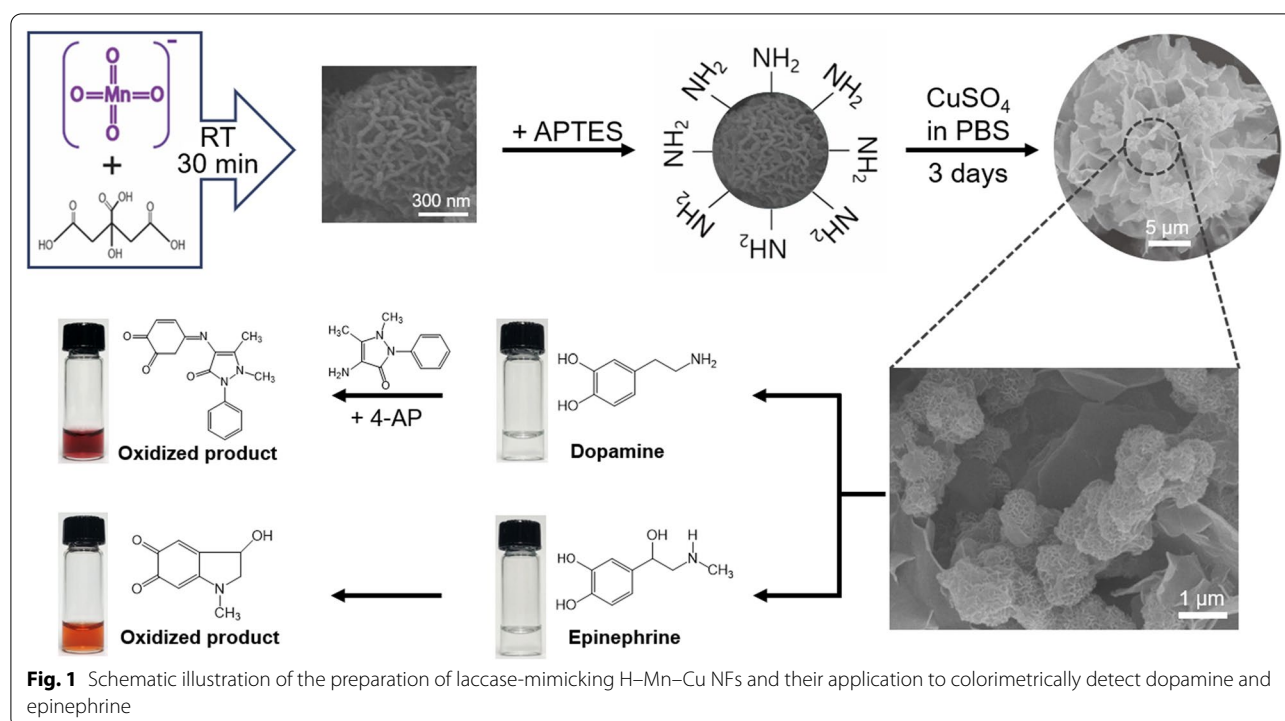 O
O=Mn=O
O
−
+
O
OH
O
O
HO
OH
OH
RT
30 min
300 nm
+ APTES
NH₂
NH₂
NH₂
NH₂
NH₂
NH₂
NH₂
NH₂
CuSO₄
in PBS
3 days
5 µm
O
O
N
CH₃
N
CH₃
O
N
Oxidized product
CH₃
H₃C
N
N
H₂N
O
+ 4-AP
HO
HO
NH₂
Dopamine
O
O
OH
N
CH₃
Oxidized product
OH
H
HO
N
CH₃
HO
Epinephrine
1 µm
Fig. 1 Schematic illustration of the preparation of laccase-mimicking H–Mn–Cu NFs and their application to colorimetrically detect dopamine and
epinephrine